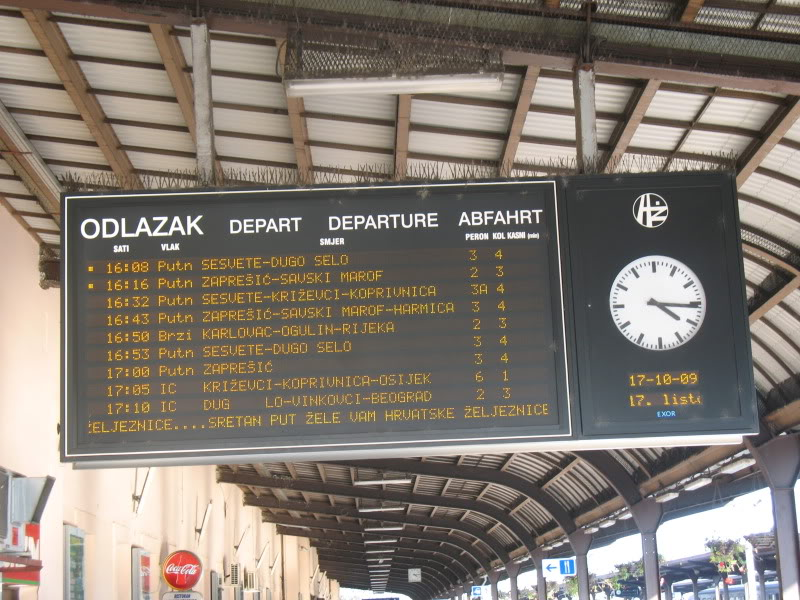 ODLAZAK DEPART DEPARTURE ABFAHRT
SATI VLAK SMJER PERON KOL KASNI (min)
16:08 Putn SESVETE-DUGO SELO 3 4
16:16 Putn ZAPREŠIĆ-SAVSKI MAROF 2 3
16:32 Putn SESVETE-KRIŽEVCI-KOPRIVNICA 3A 4
16:43 Putn ZAPREŠIĆ-SAVSKI MAROF-HARMICA 3 4
16:50 Brzi KARLOVAC-OGULIN-RIJEKA 2 3
16:53 Putn SESVETE-DUGO SELO 3 4
17:00 Putn ZAPREŠIĆ 3 4
17:05 IC KRIŽEVCI-KOPRIVNICA-OSIJEK 6 1
17:10 IC DUG LO-VINKOVCI-BEOGRAD 2 3
ŽELJEZNICE....SRETAN PUT ŽELE VAM HRVATSKE ŽELJEZNICE
HŽ
17-10-09
17. list
EXOR
Coca-Cola